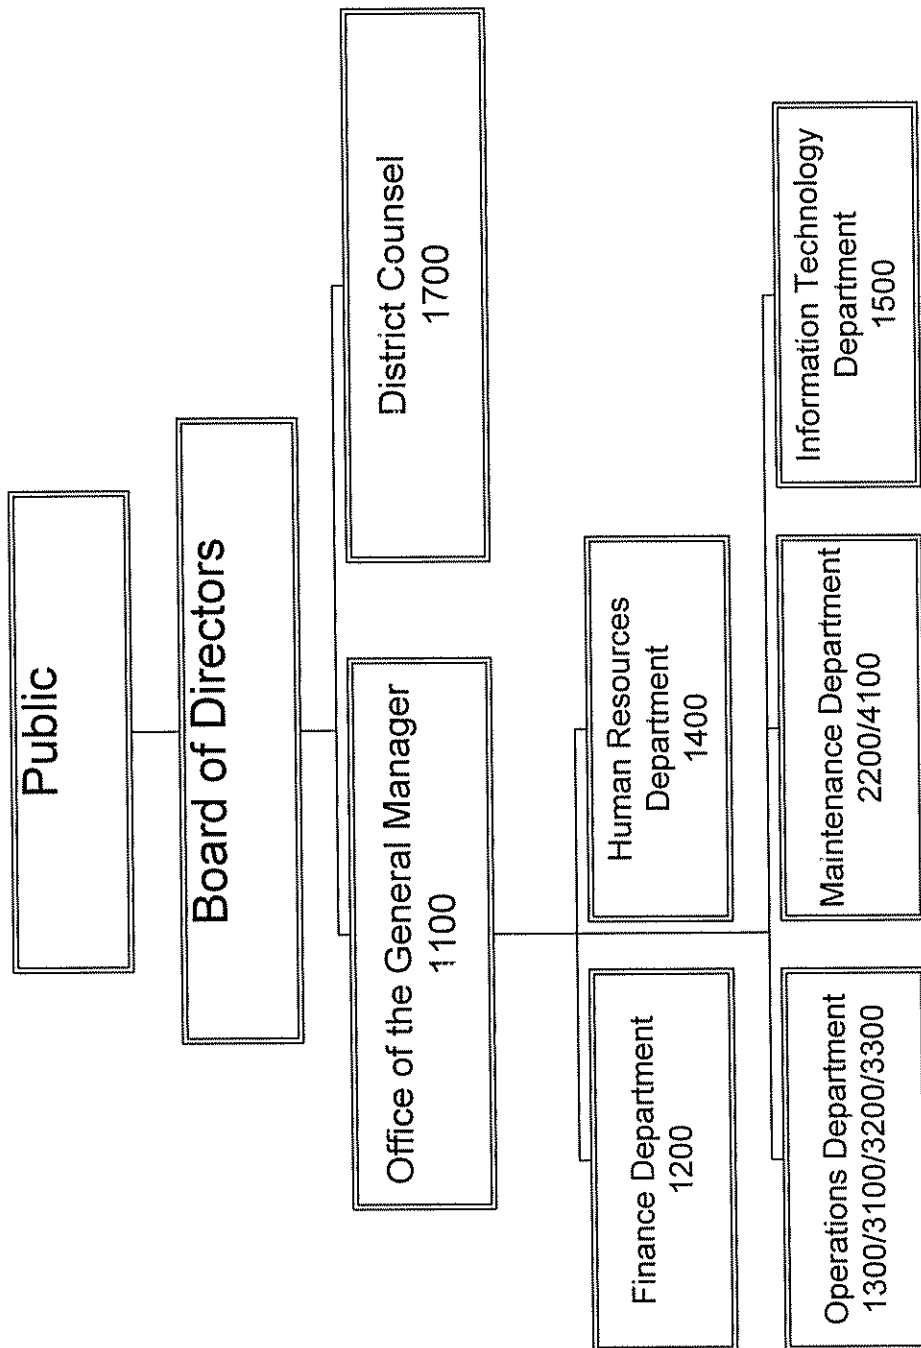 Public
Board of Directors
Office of the General Manager
1100
District Counsel
1700
Finance Department
1200
Human Resources
Department
1400
Operations Department
1300/3100/3200/3300
Maintenance Department
2200/4100
Information Technology
Department
1500